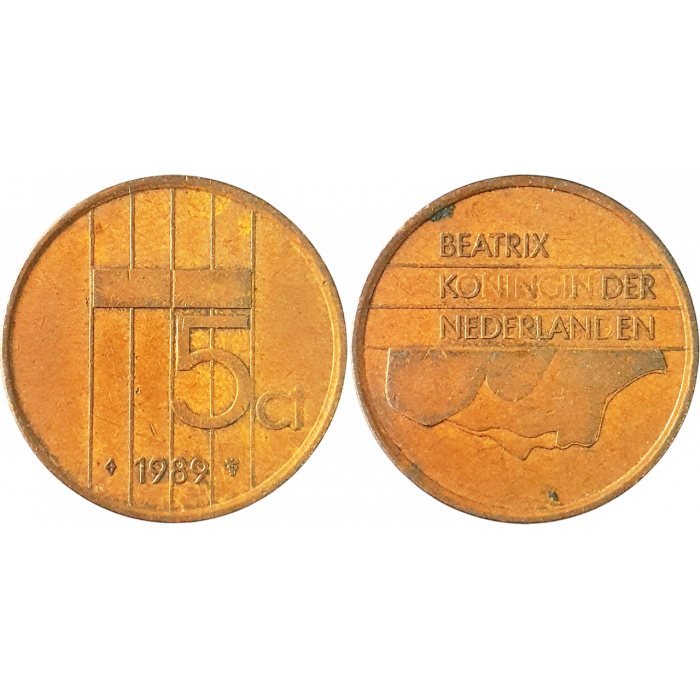 5 ct
1989
BEATRIX
KONINGIN DER
NEDERLANDEN